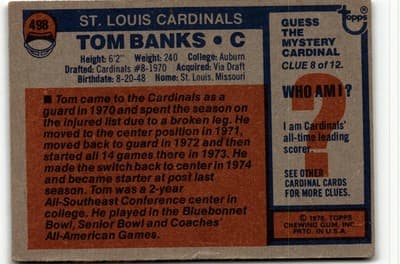 498
ST. LOUIS CARDINALS
TOM BANKS • C
Height: 6'2" Weight: 240 College: Auburn
Drafted: Cardinals #8-1970 Acquired: Via Draft
Birthdate: 8-20-48 Home: St. Louis, Missouri
■ Tom came to the Cardinals as a
guard in 1970 and spent the season on
the injured list due to a broken leg. He
moved to the center position in 1971,
moved back to guard in 1972 and then
started all 14 games there in 1973. He
made the switch back to center in 1974
and became starter at post last
season. Tom was a 2-year
All-Southeast Conference center in
college. He played in the Bluebonnet
Bowl, Senior Bowl and Coaches'
All-American Games.
topps
GUESS
THE
MYSTERY
CARDINAL
CLUE 8 of 12.
WHO AM I?
?
I am Cardinals'
all-time leading
scorer.
SEE OTHER
CARDINAL CARDS
FOR MORE CLUES.
© 1976, TOPPS
CHEWING GUM, INC.
PRTD. IN U.S.A.